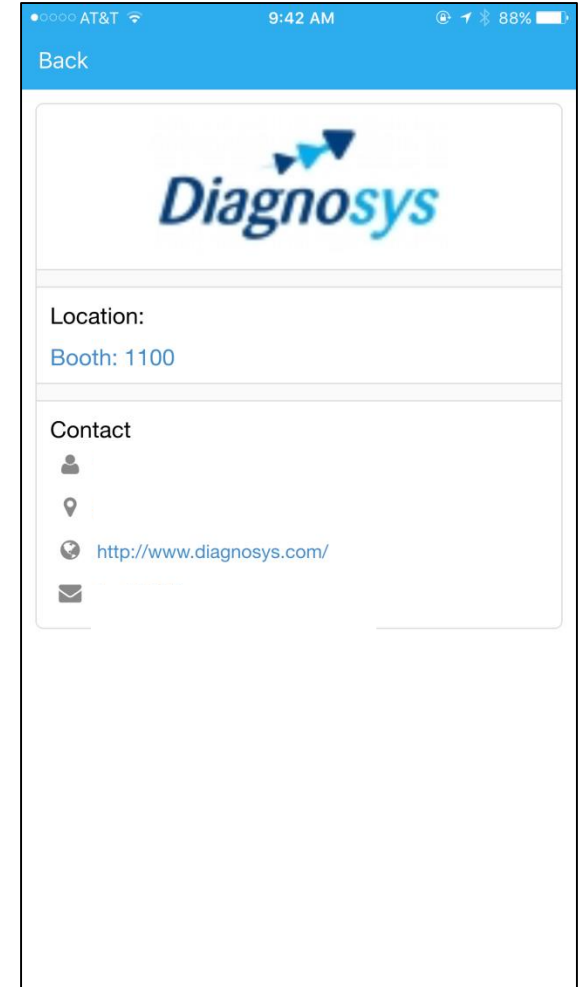 AT&T 9:42 AM 88%
Back
Diagnosys
Location:
Booth: 1100
Contact
http://www.diagnosys.com/